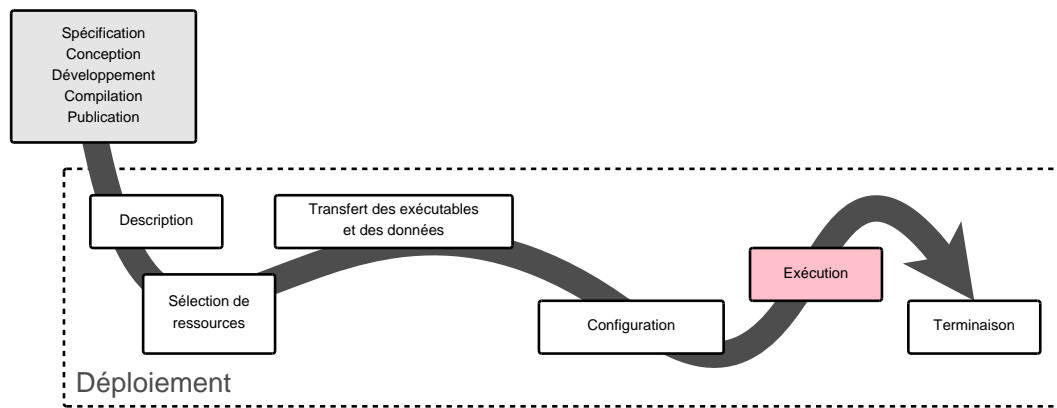 Spécification
Conception
Développement
Compilation
Publication
Description
Transfert des exécutables
et des données
Sélection de
ressources
Configuration
Exécution
Terminaison
Déploiement